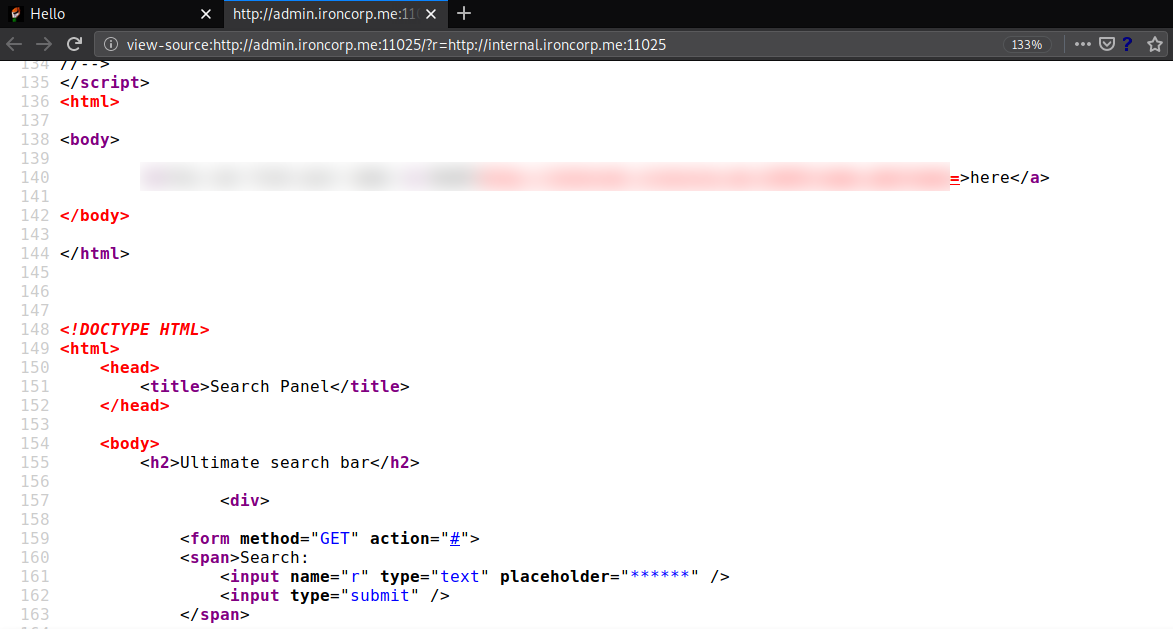 Hello
http://admin.ironcorp.me:110
view-source:http://admin.ironcorp.me:11025/?r=http://internal.ironcorp.me:11025
133%
134 //-->
135 </script>
136 <html>
137
138 <body>
139
140 =>here</a>
141
142 </body>
143
144 </html>
145
146
147
148 <!DOCTYPE HTML>
149 <html>
150 <head>
151 <title>Search Panel</title>
152 </head>
153
154 <body>
155 <h2>Ultimate search bar</h2>
156
157 <div>
158
159 <form method="GET" action="#">
160 <span>Search:
161 <input name="r" type="text" placeholder="******" />
162 <input type="submit" />
163 </span>